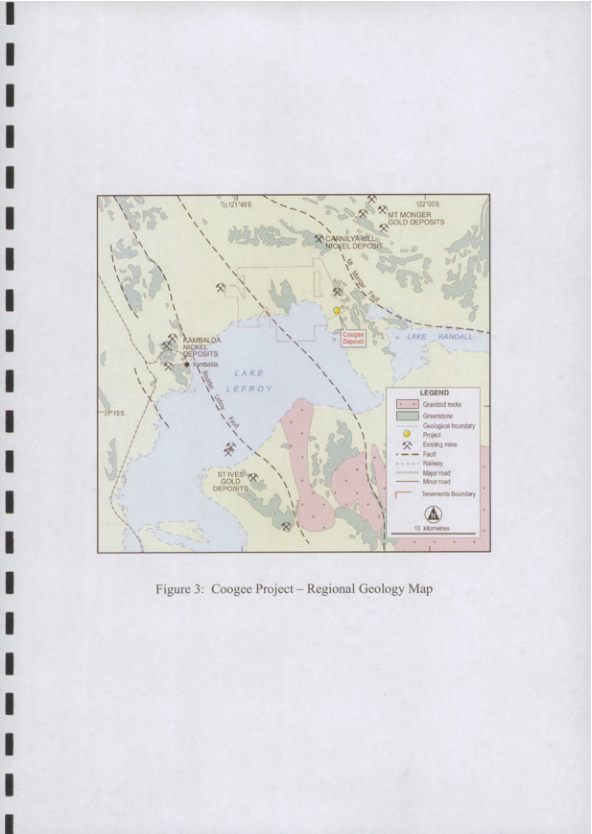 121°45'E
122°00'E
MT MONGER
GOLD DEPOSITS
CARNILYA HILL
NICKEL DEPOSIT
Mt Monger Fault
Coogee
Deposit
LAKE RANDALL
KAMBALDA
NICKEL
DEPOSITS
Kambalda
LAKE
LEFROY
Boulder Lefroy Fault
31°15'S
ST IVES
GOLD
DEPOSITS
LEGEND
Granitoid rocks
Greenstone
Geological boundary
Project
Existing mine
Fault
Railway
Major road
Minor road
Tenements Boundary
10 kilometres
Figure 3: Coogee Project – Regional Geology Map